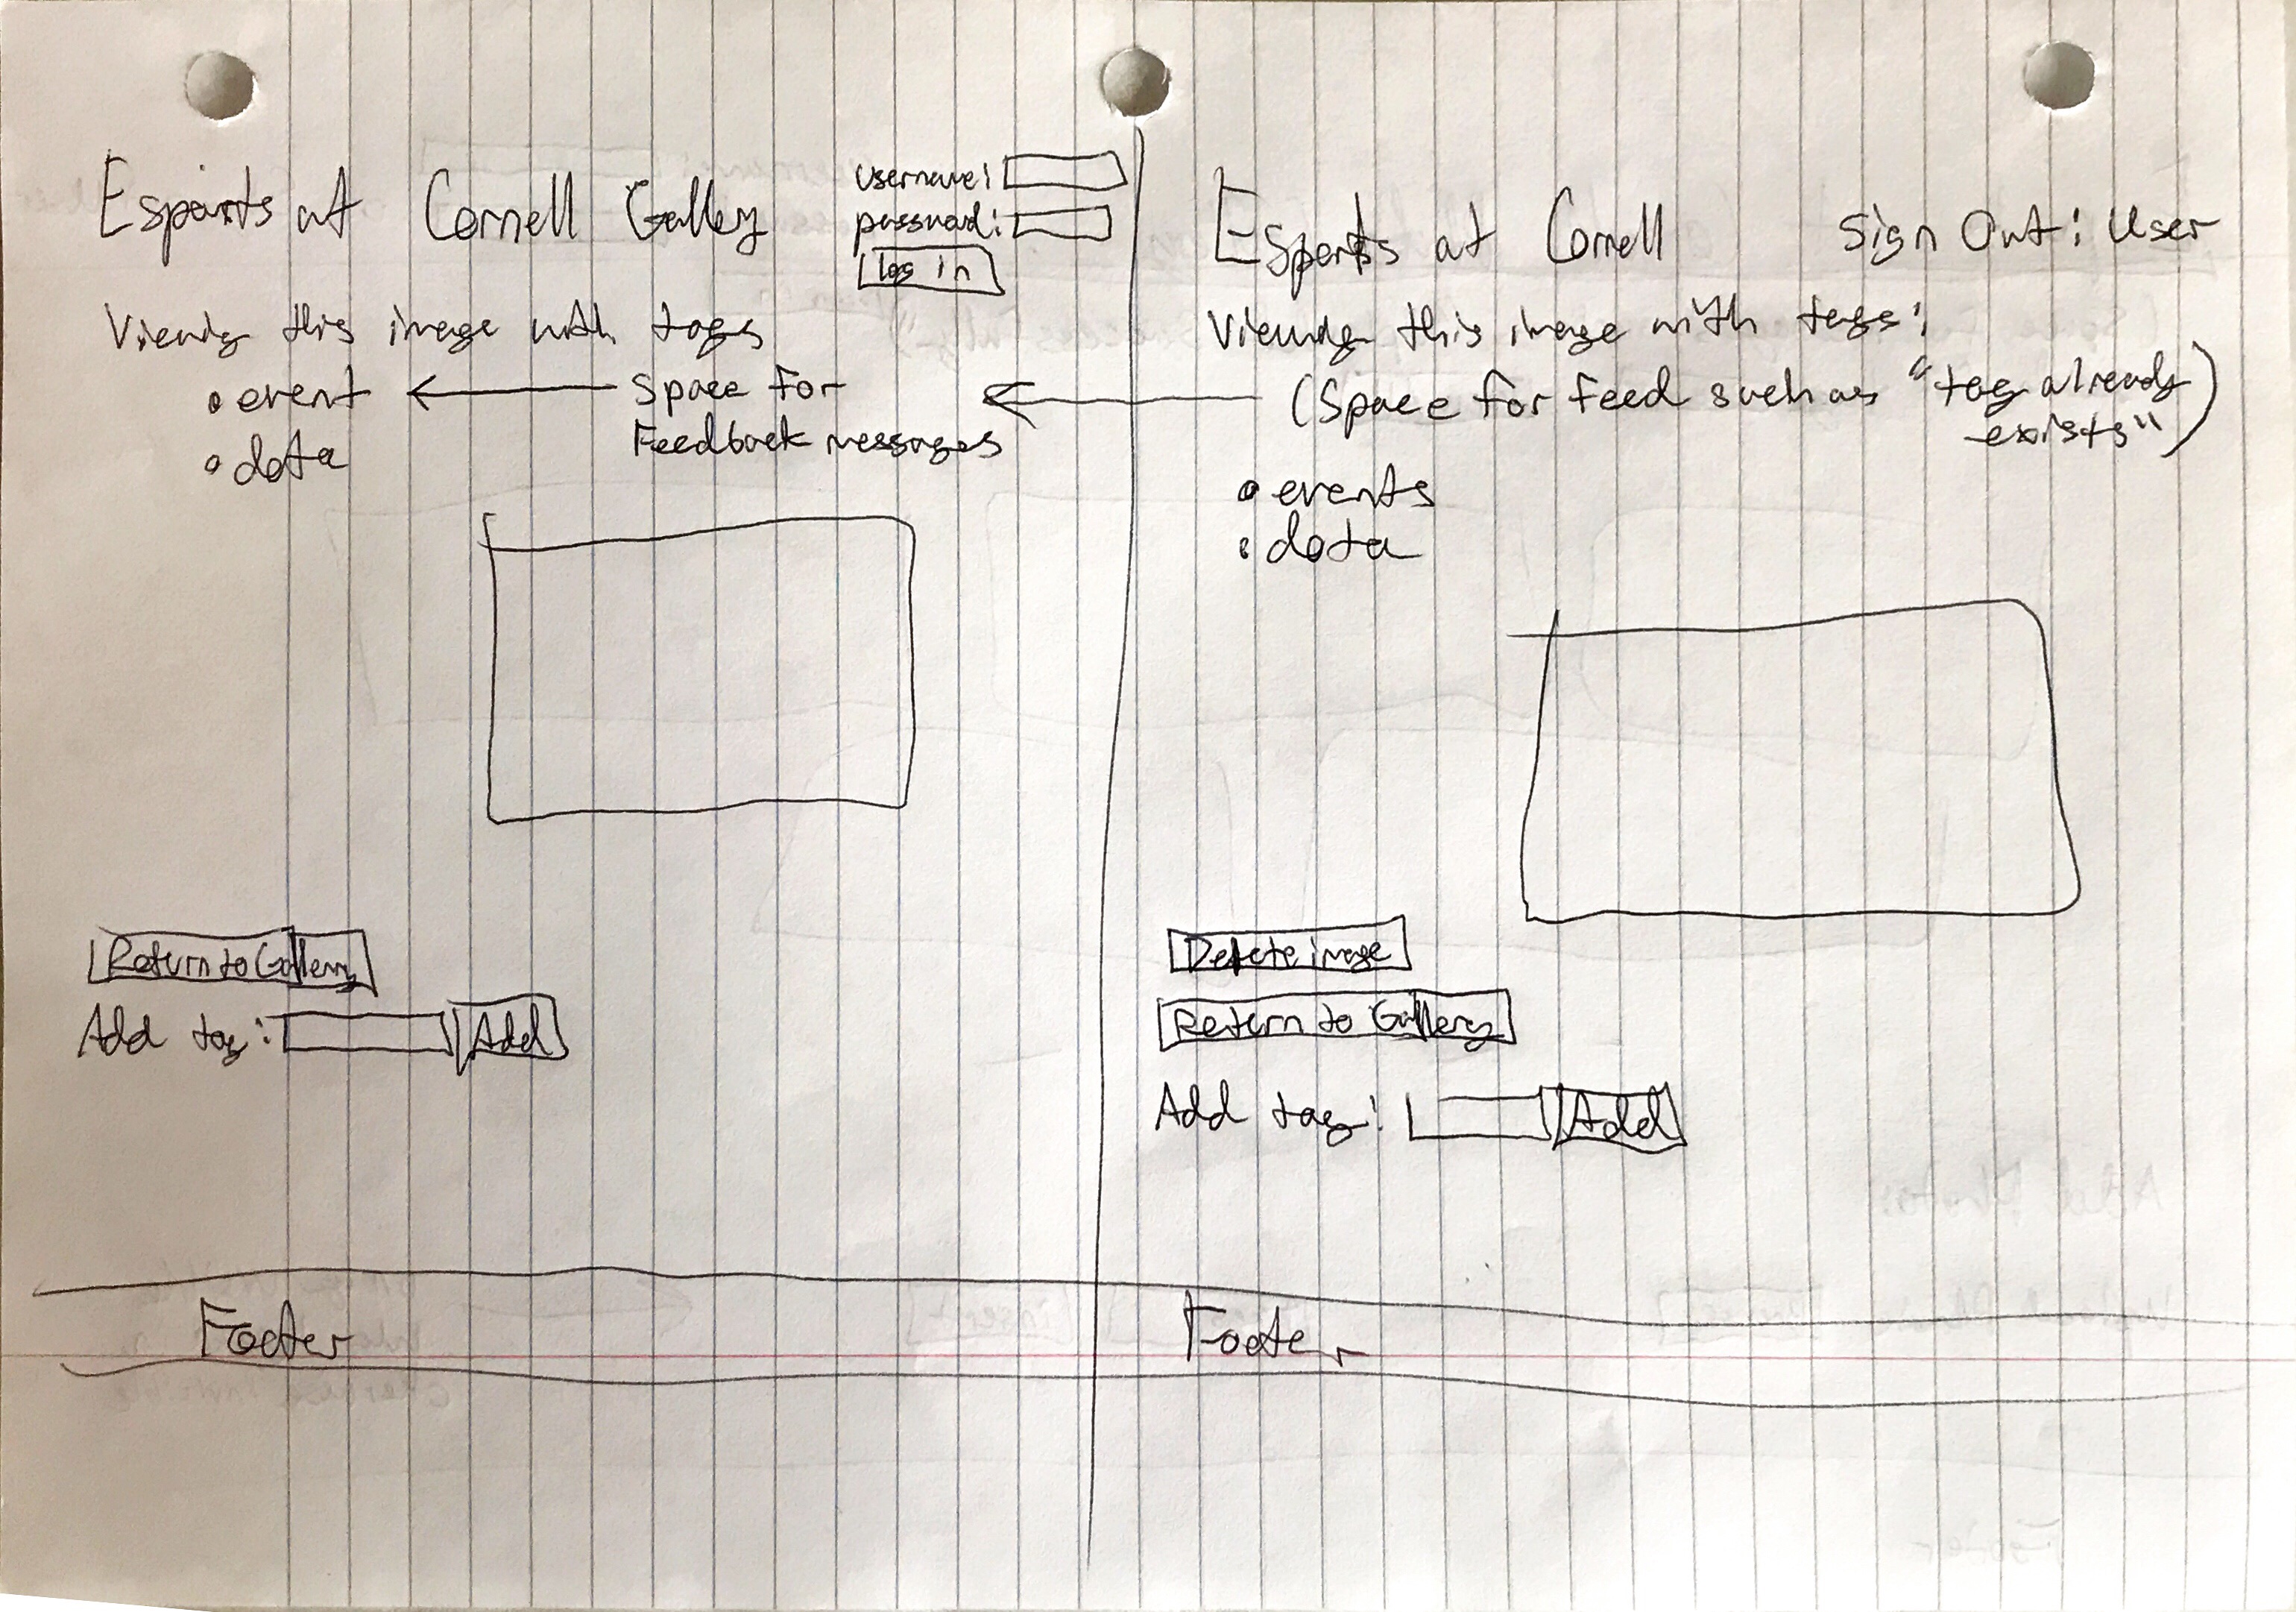 Esports at Cornell Gallery
username:
password:
log in
Viewing this image with tags
• event
• data
Space for
Feedback messages
Return to Gallery
Add tag: Add
Footer
Esports at Cornell
Sign Out: User
Viewing this image with tags:
(Space for feed such as "tag already
exists")
• events
• data
Delete image
Return to Gallery
Add tag: Add
Footer